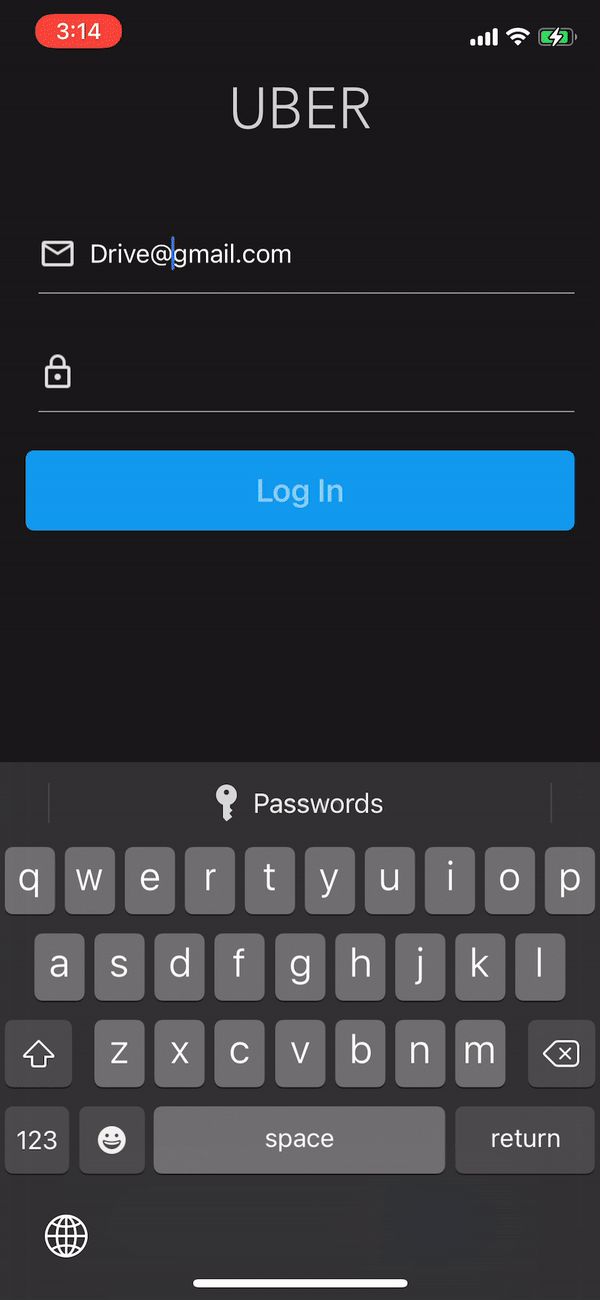 3:14
UBER
Drive@gmail.com
Log In
Passwords
q w e r t y u i o p
a s d f g h j k l
z x c v b n m
123 space return